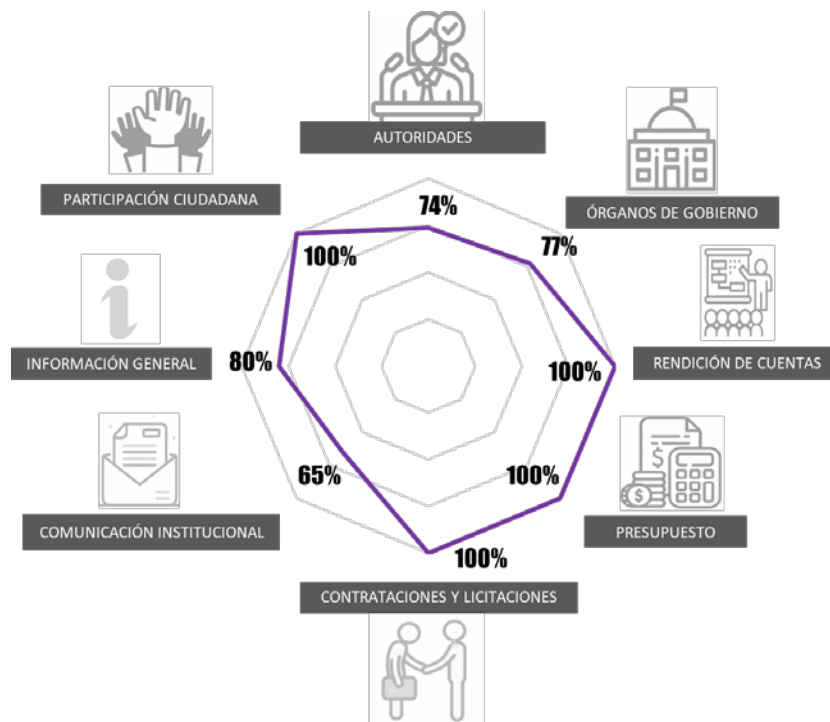 AUTORIDADES
PARTICIPACIÓN CIUDADANA
ÓRGANOS DE GOBIERNO
74%
77%
100%
INFORMACIÓN GENERAL
80%
100%
RENDICIÓN DE CUENTAS
65%
100%
COMUNICACIÓN INSTITUCIONAL
PRESUPUESTO
100%
CONTRATACIONES Y LICITACIONES